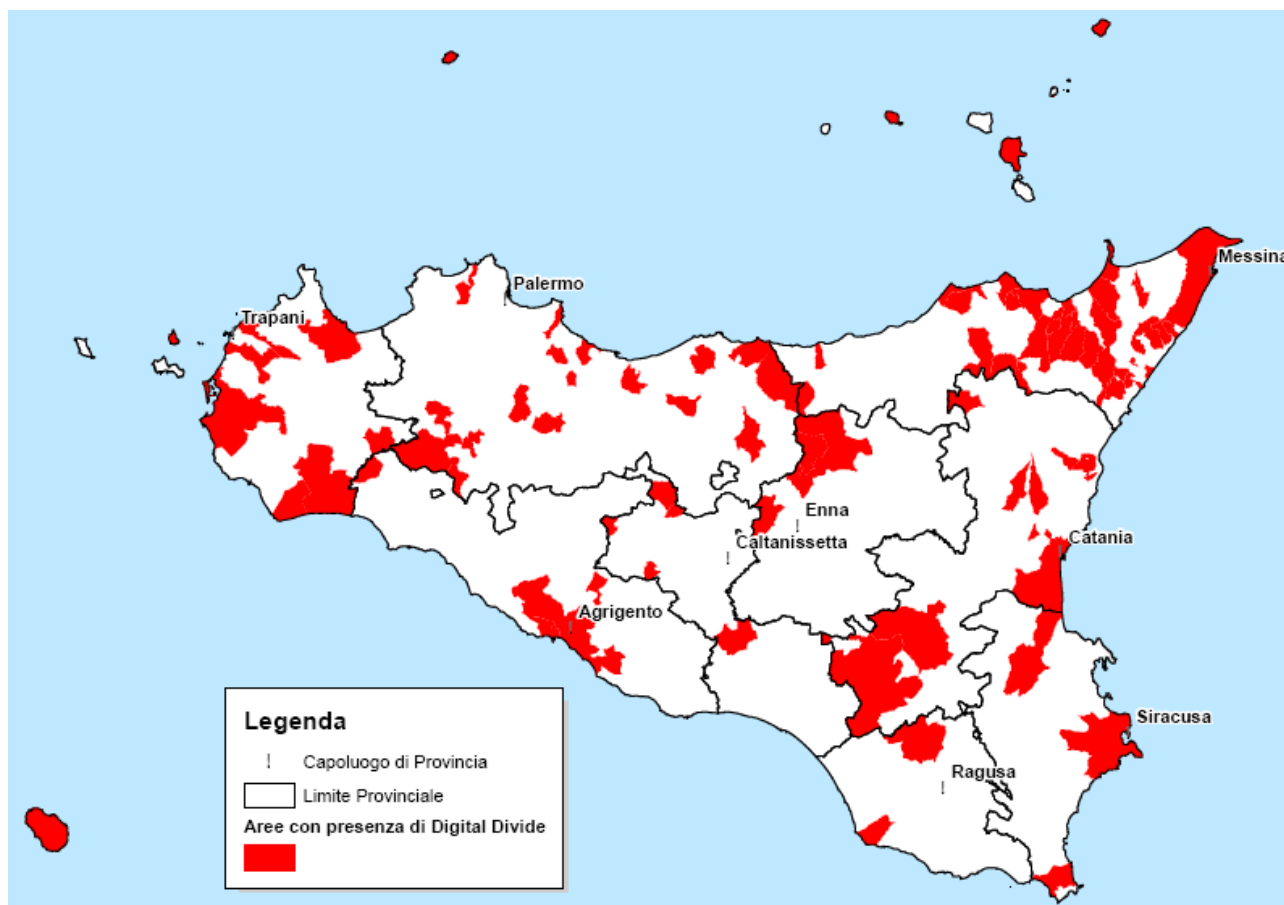 Messina
Palermo
Trapani
Enna
Caltanissetta
Catania
Agrigento
Siracusa
Ragusa
Legenda
Capoluogo di Provincia
Limite Provinciale
Aree con presenza di Digital Divide